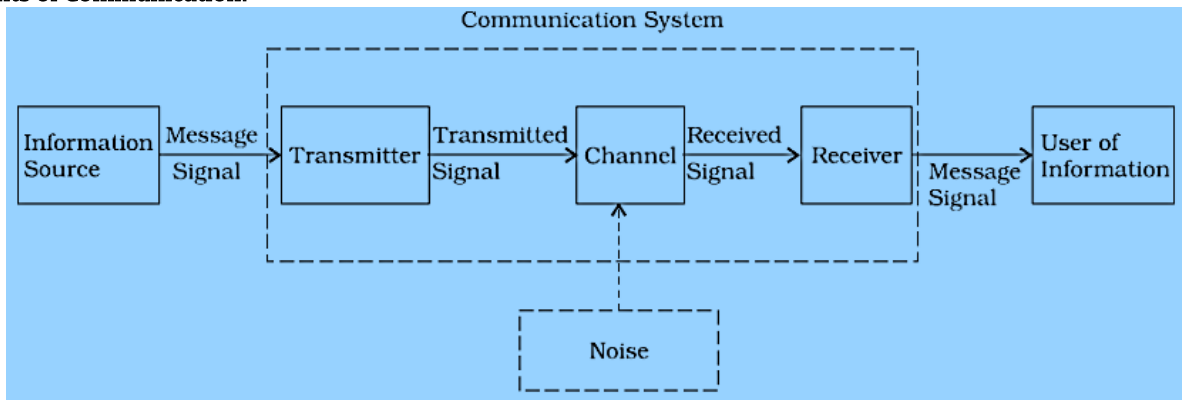 Communication System
Information
Source
Message
Signal
Transmitter
Transmitted
Signal
Channel
Received
Signal
Receiver
Message
Signal
User of
Information
Noise